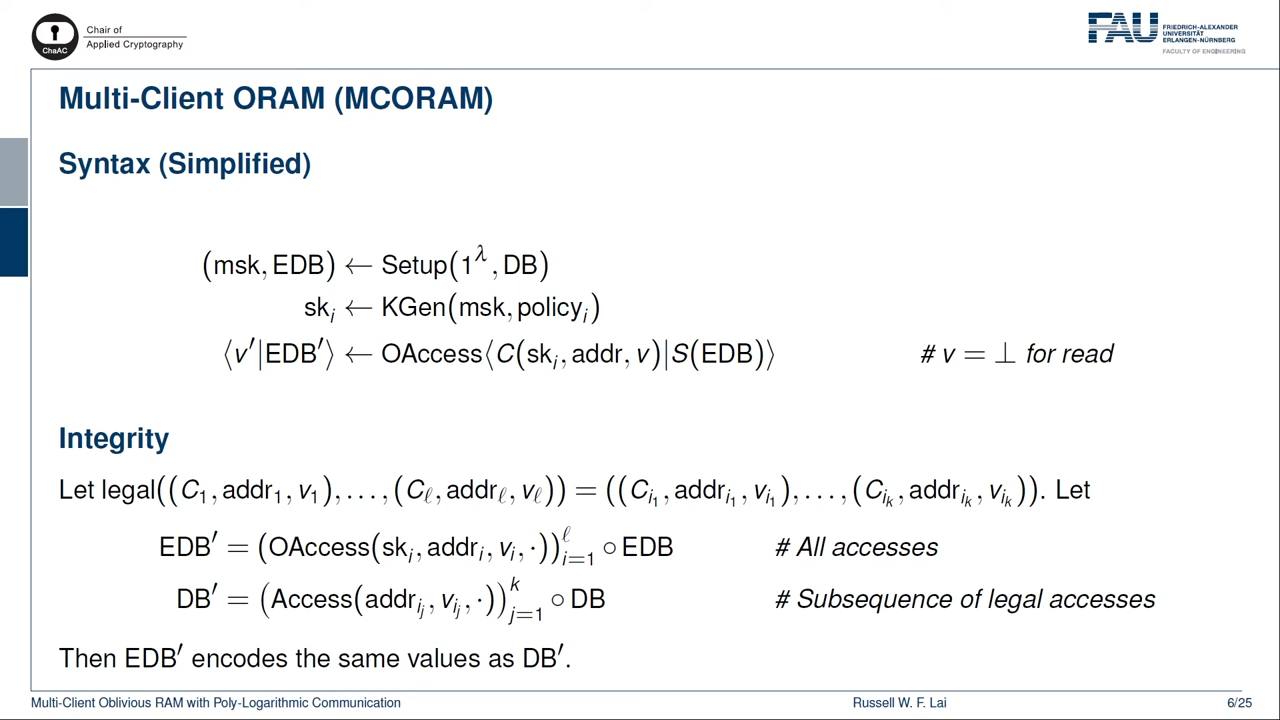 ChaAC
Chair of
Applied Cryptography
FAU
FRIEDRICH-ALEXANDER
UNIVERSITÄT
ERLANGEN-NÜRNBERG
FACULTY OF ENGINEERING
Multi-Client ORAM (MCORAM)
Syntax (Simplified)
(msk, EDB) ← Setup(1^λ, DB)
sk_i ← KGen(msk, policy_i)
⟨v′|EDB′⟩ ← OAccess⟨C(sk_i, addr, v)|S(EDB)⟩ # v = ⊥ for read
Integrity
Let legal((C_1, addr_1, v_1), …, (C_ℓ, addr_ℓ, v_ℓ)) = ((C_{i_1}, addr_{i_1}, v_{i_1}), …, (C_{i_k}, addr_{i_k}, v_{i_k})). Let
EDB′ = (OAccess(sk_i, addr_i, v_i, ·))_{i=1}^ℓ ∘ EDB # All accesses
DB′ = (Access(addr_{i_j}, v_{i_j}, ·))_{j=1}^k ∘ DB # Subsequence of legal accesses
Then EDB′ encodes the same values as DB′.
Multi-Client Oblivious RAM with Poly-Logarithmic Communication Russell W. F. Lai 6/25